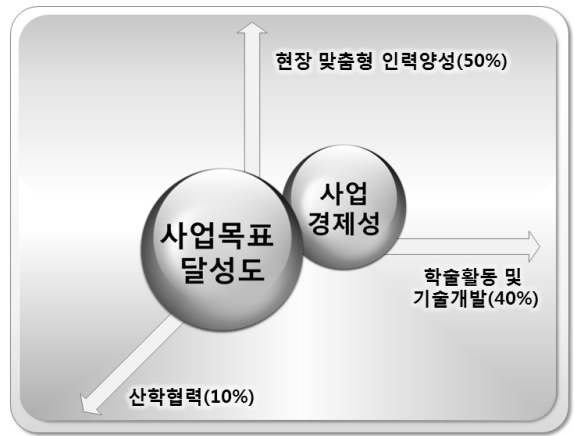 현장 맞춤형 인력양성(50%)
사업
경제성
사업목표
달성도
학술활동 및
기술개발(40%)
산학협력(10%)